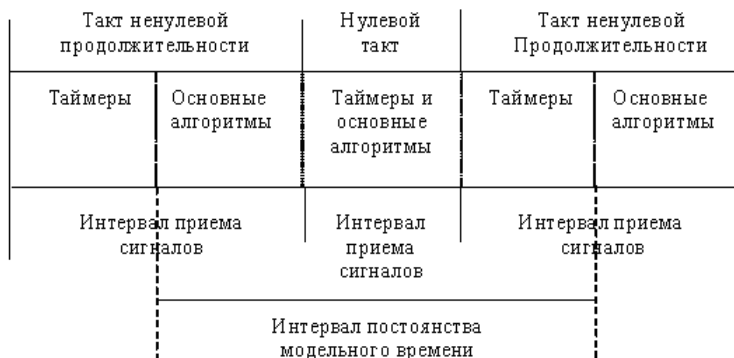 Такт ненулевой
продолжительности
Нулевой
такт
Такт ненулевой
Продолжительности
Таймеры
Основные
алгоритмы
Таймеры и
основные
алгоритмы
Таймеры
Основные
алгоритмы
Интервал приема
сигналов
Интервал
приема
сигналов
Интервал приема
сигналов
Интервал постоянства
модельного времени